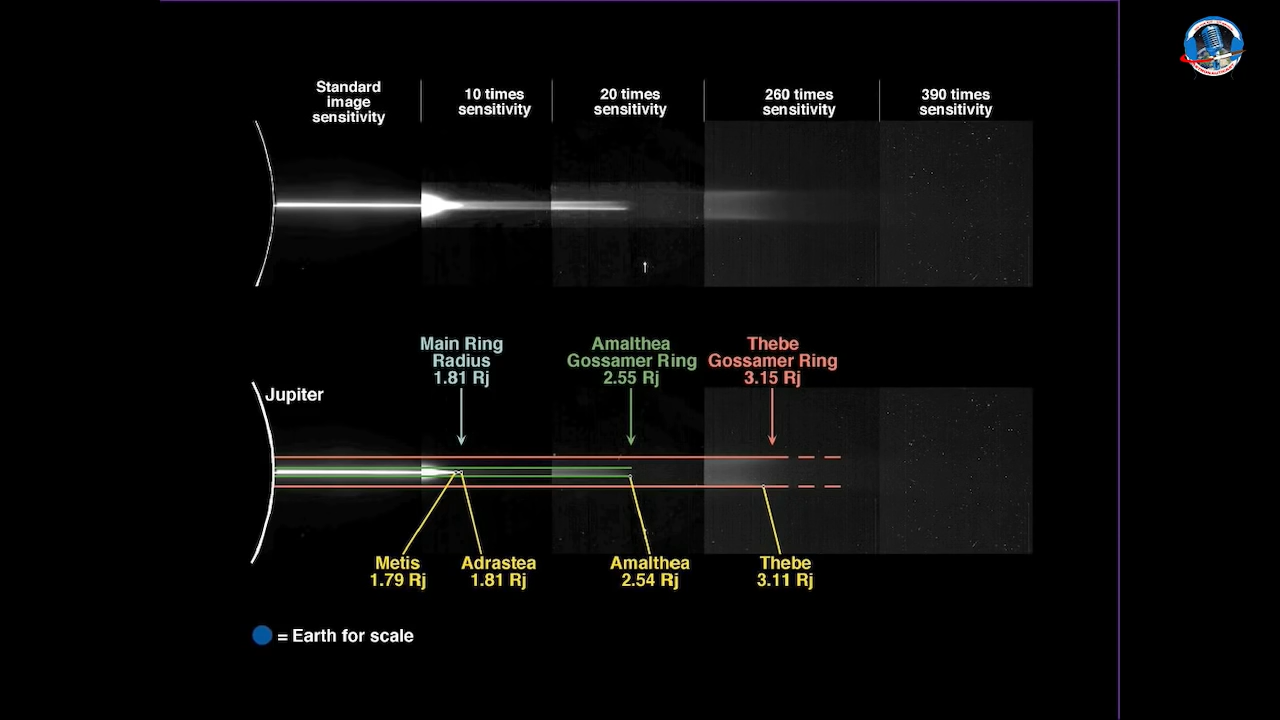 Standard
image
sensitivity
10 times
sensitivity
20 times
sensitivity
260 times
sensitivity
390 times
sensitivity
Main Ring
Radius
1.81 Rj
Amalthea
Gossamer Ring
2.55 Rj
Thebe
Gossamer Ring
3.15 Rj
Jupiter
Metis
1.79 Rj
Adrastea
1.81 Rj
Amalthea
2.54 Rj
Thebe
3.11 Rj
= Earth for scale